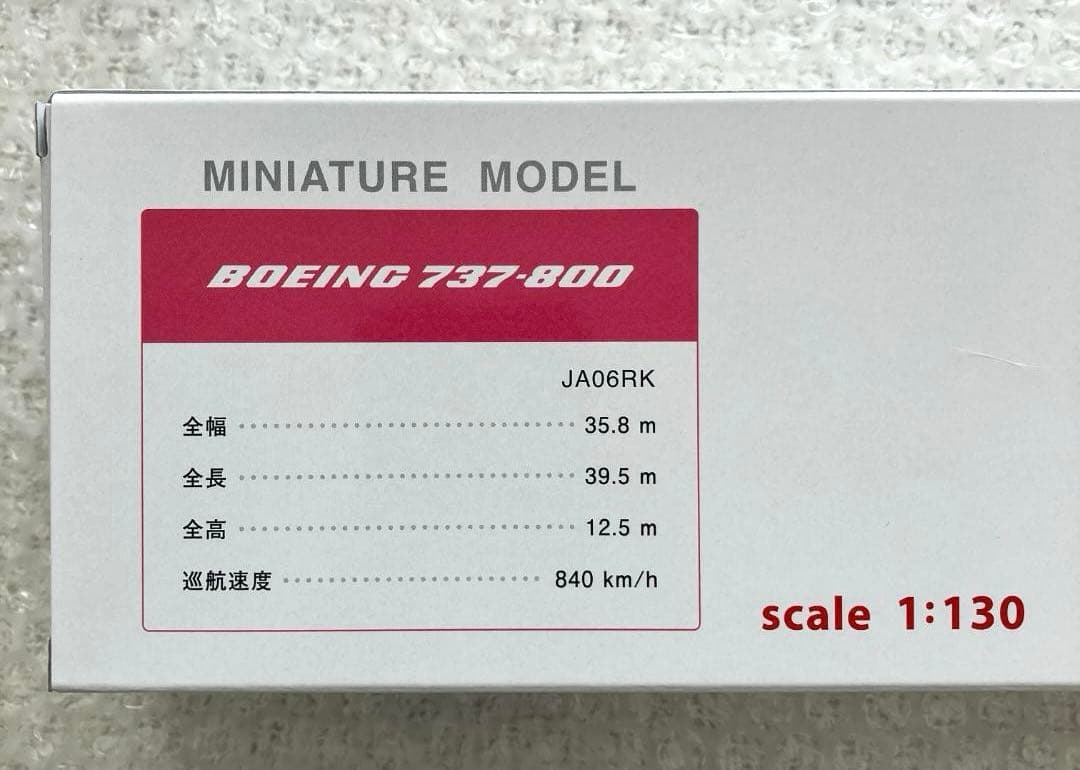 MINIATURE MODEL
BOEING 737-800
JA06RK
全幅 35.8 m
全長 39.5 m
全高 12.5 m
巡航速度 840 km/h
scale 1:130